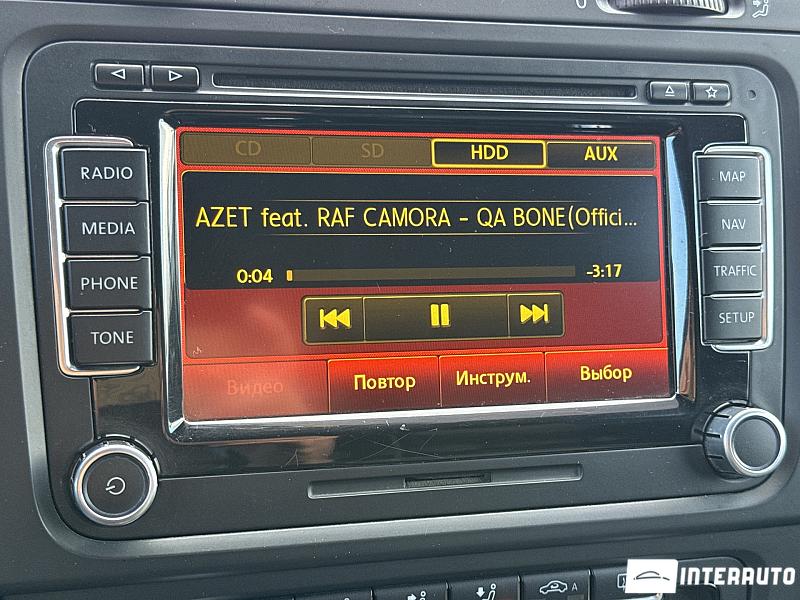 CD SD HDD AUX
RADIO
MEDIA
PHONE
TONE
MAP
NAV
TRAFFIC
SETUP
AZET feat. RAF CAMORA - QA BONE(Offici...
0:04 -3:17
Видео Повтор Инструм. Выбор
A
INTERAUTO